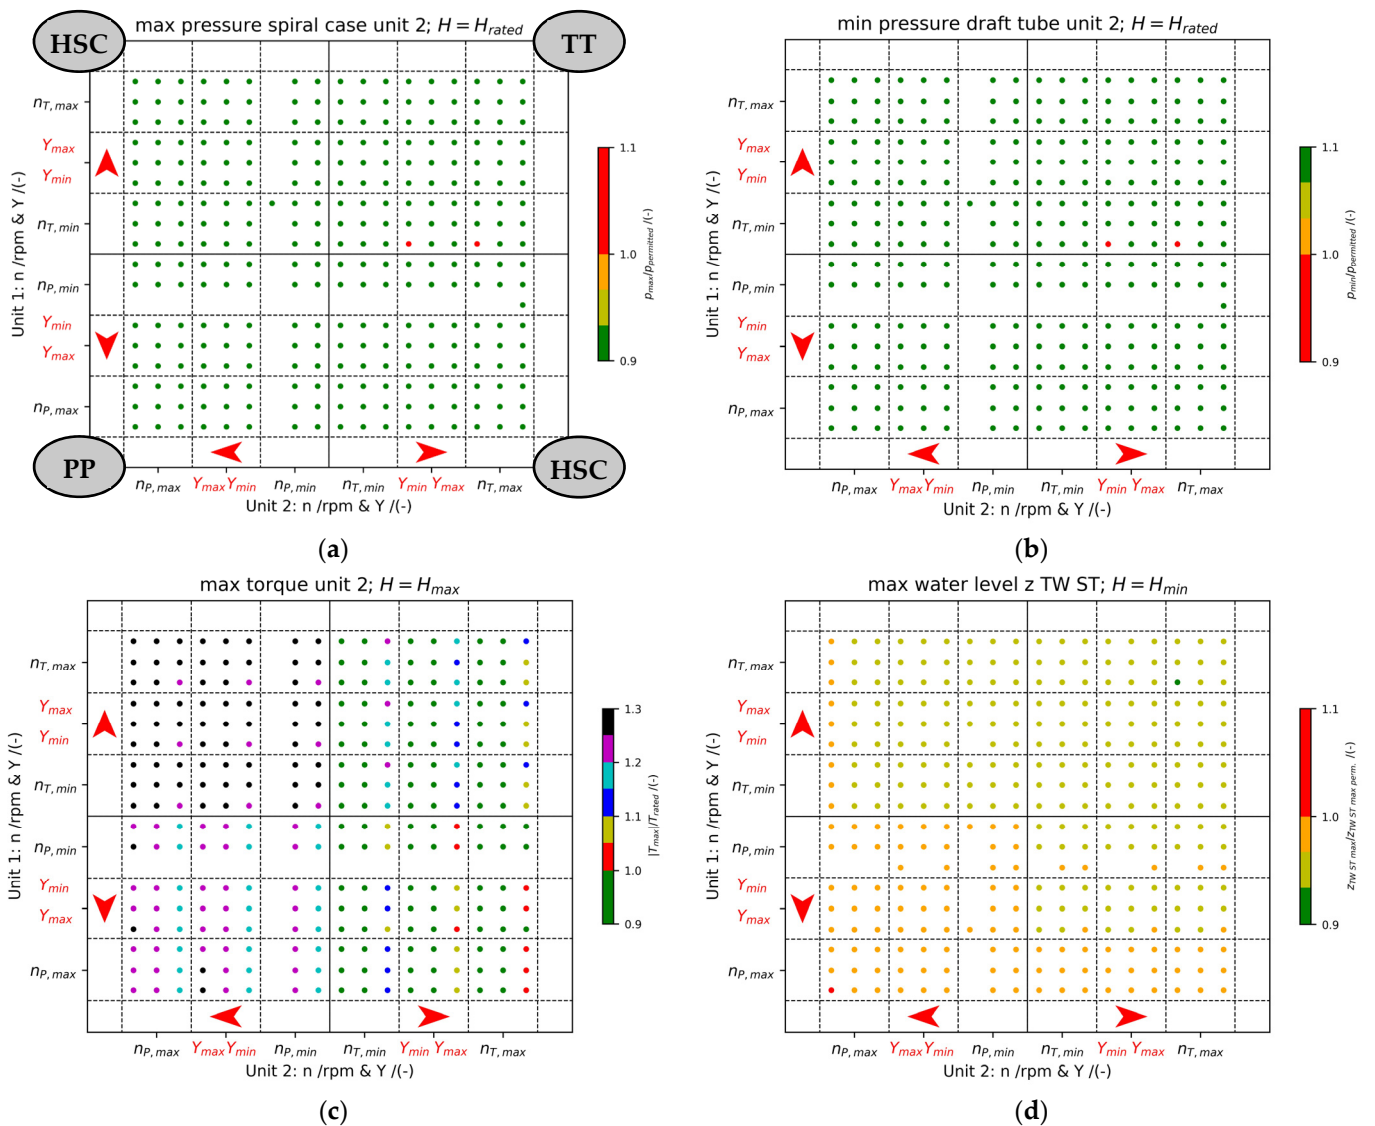 max pressure spiral case unit 2; H = H_rated
HSC
TT
PP
HSC
n_T,max
Y_max
Y_min
n_T,min
n_P,min
Y_min
Y_max
n_P,max
Unit 1: n /rpm & Y /(-)
n_P,max Y_max Y_min n_P,min n_T,min Y_min Y_max n_T,max
Unit 2: n /rpm & Y /(-)
1.1
1.0
0.9
p_max/p_permitted /(-)
(a)
min pressure draft tube unit 2; H = H_rated
n_T,max
Y_max
Y_min
n_T,min
n_P,min
Y_min
Y_max
n_P,max
Unit 1: n /rpm & Y /(-)
n_P,max Y_max Y_min n_P,min n_T,min Y_min Y_max n_T,max
Unit 2: n /rpm & Y /(-)
1.1
1.0
0.9
p_min/p_permitted /(-)
(b)
max torque unit 2; H = H_max
n_T,max
Y_max
Y_min
n_T,min
n_P,min
Y_min
Y_max
n_P,max
Unit 1: n /rpm & Y /(-)
n_P,max Y_max Y_min n_P,min n_T,min Y_min Y_max n_T,max
Unit 2: n /rpm & Y /(-)
1.3
1.2
1.1
1.0
0.9
|T_max|/T_rated /(-)
(c)
max water level z TW ST; H = H_min
n_T,max
Y_max
Y_min
n_T,min
n_P,min
Y_min
Y_max
n_P,max
Unit 1: n /rpm & Y /(-)
n_P,max Y_max Y_min n_P,min n_T,min Y_min Y_max n_T,max
Unit 2: n /rpm & Y /(-)
1.1
1.0
0.9
z_TW ST max/z_TW ST max perm. /(-)
(d)